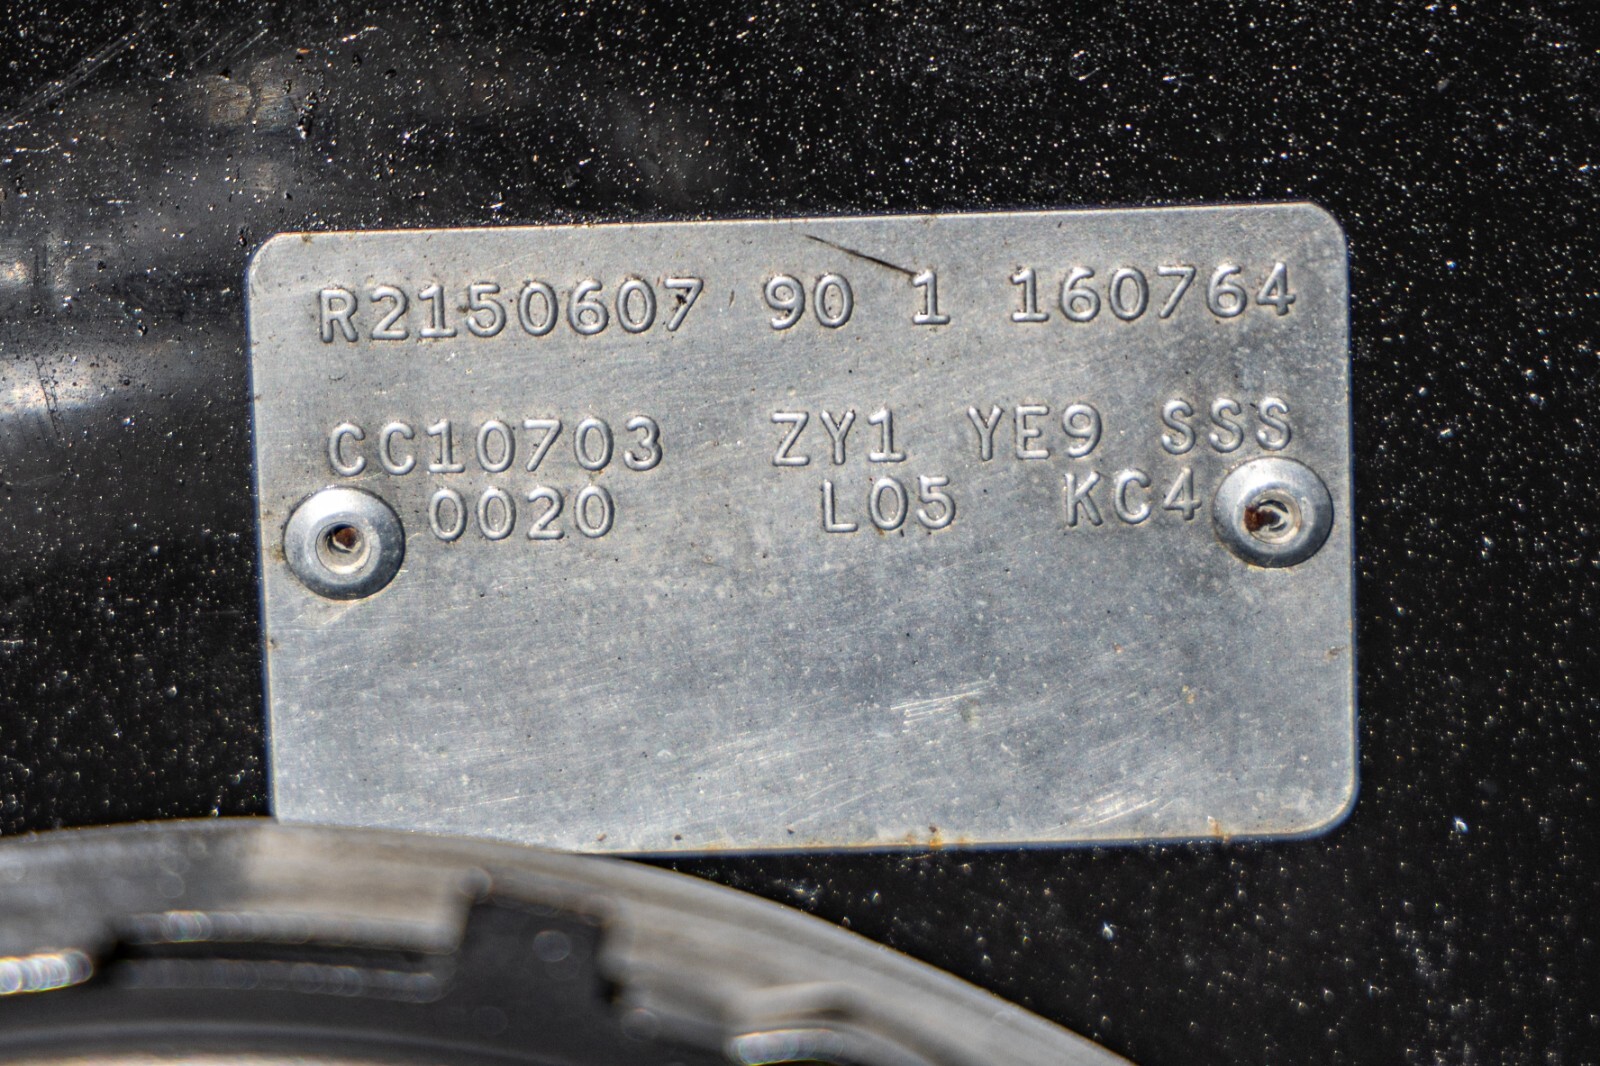 R2150607 90 1 160764
CC10703 ZY1 YE9 SSS
0020 L05 KC4